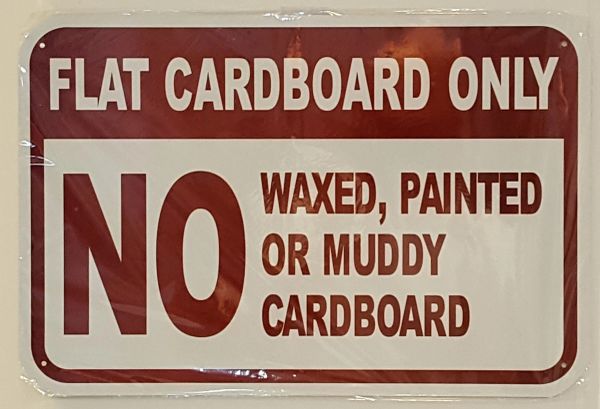 FLAT CARDBOARD ONLY
NO
WAXED, PAINTED
OR MUDDY
CARDBOARD